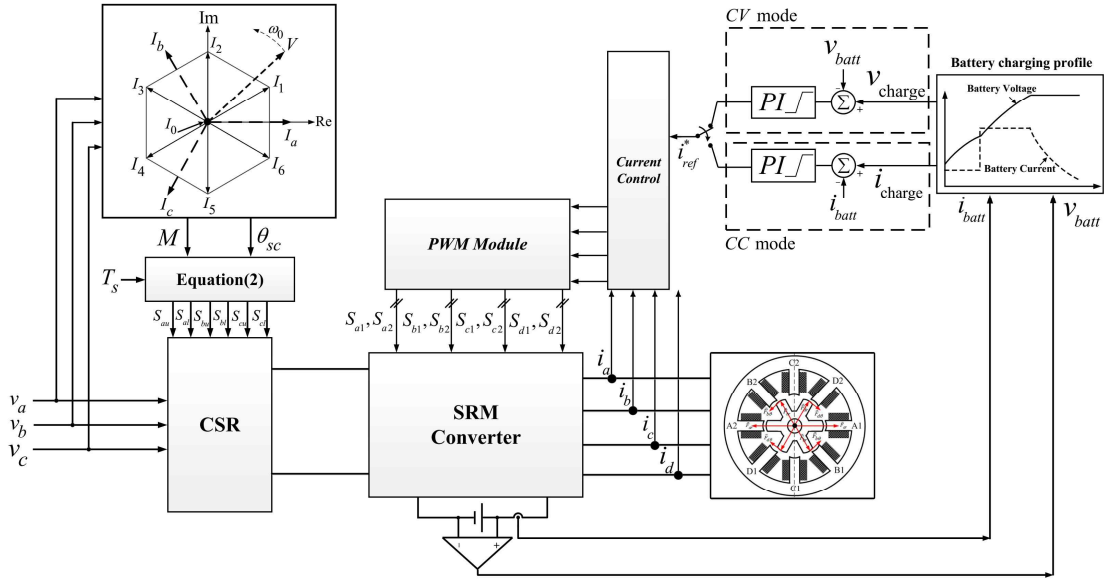 Im
ω0
V
Ib
I2
I3
I1
I0
Ia
Re
I4
I6
Ic
I5
M
θsc
Ts
Equation(2)
Sau
Sal
Sbu
Sbl
Scu
Scl
va
vb
vc
CSR
PWM Module
Sa1, Sa2
Sb1, Sb2
Sc1, Sc2
Sd1, Sd2
SRM
Converter
Current
Control
i*ref
CV mode
vbatt
PI
Σ
- +
vcharge
PI
Σ
- +
icharge
ibatt
CC mode
Battery charging profile
Battery Voltage
Battery Current
ibatt
vbatt
ia
ib
ic
id
C2
B2
D2
A2
A1
D1
B1
C1
- +